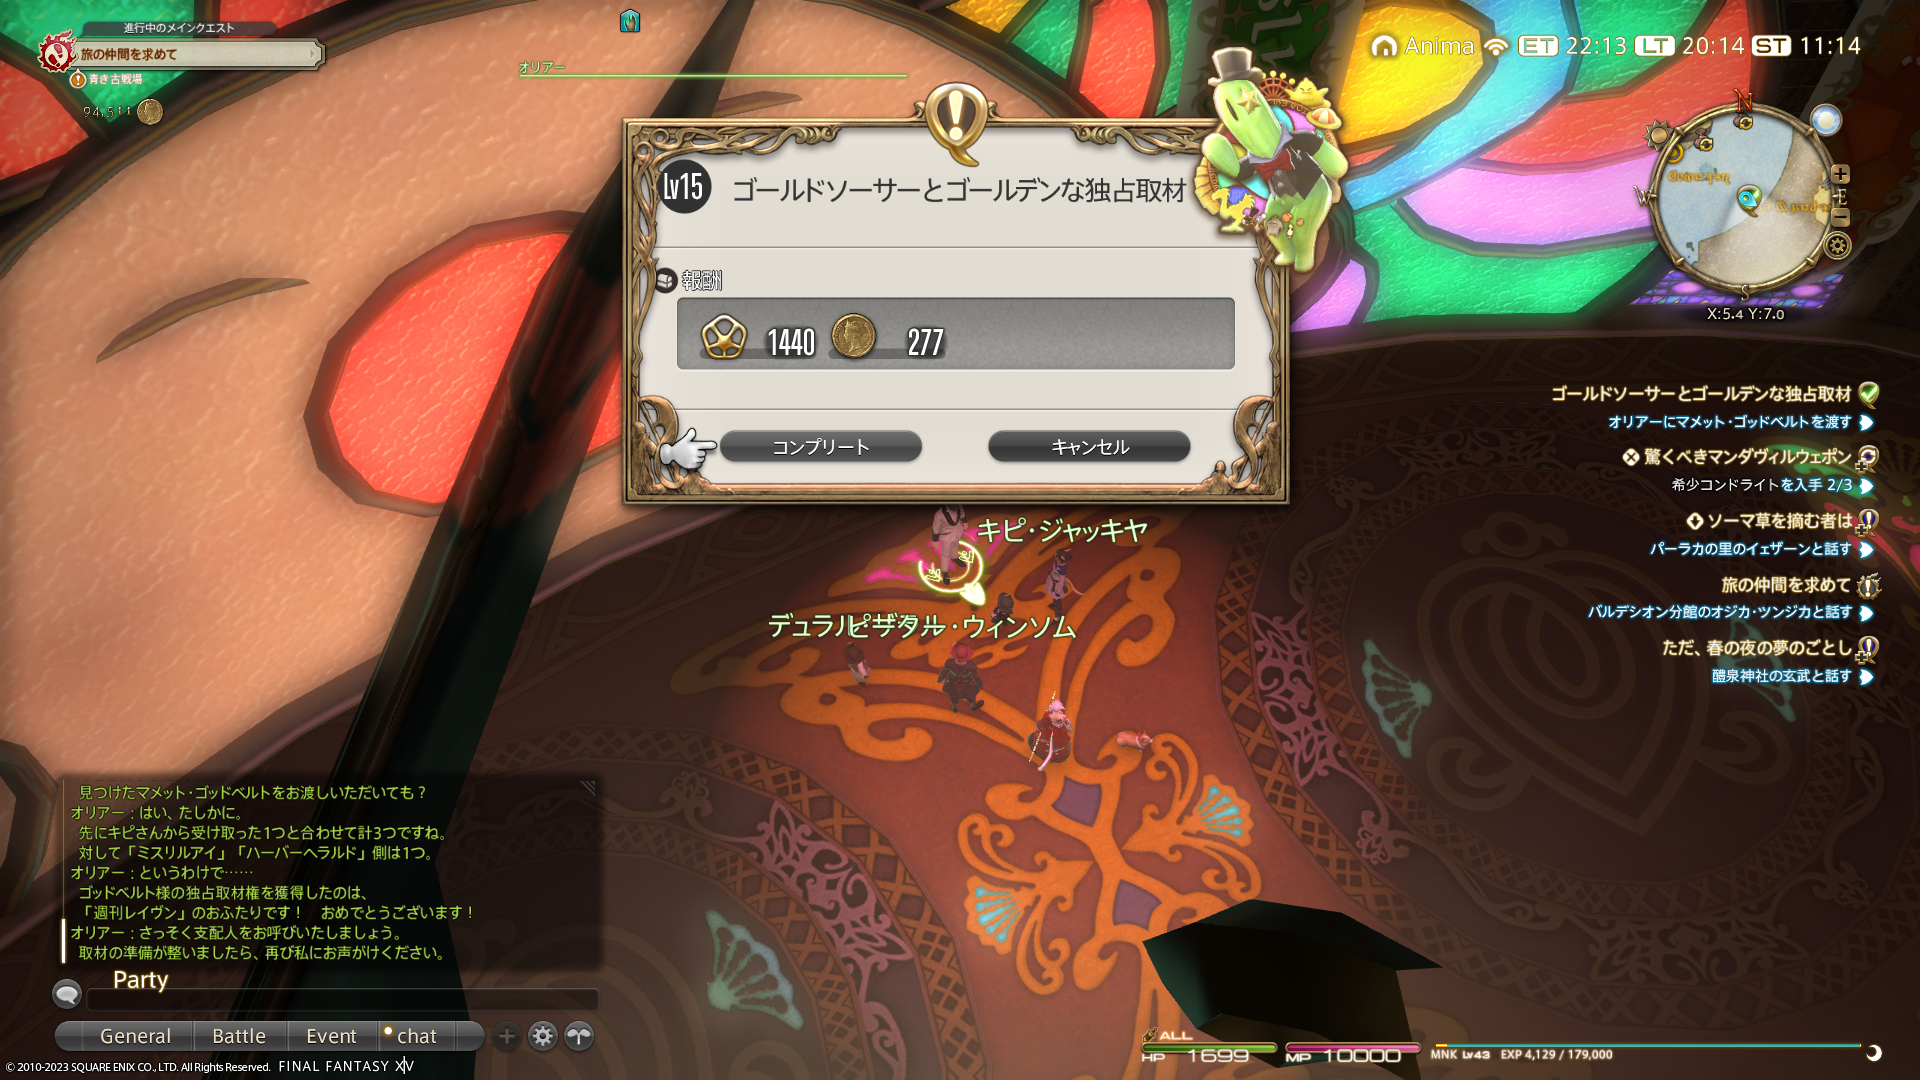 進行中のメインクエスト
旅の仲間を求めて
青き古戦場
94,511
オリアー
Anima ET 22:13 LT 20:14 ST 11:14
N
W
E
S
X:5.4 Y:7.0
Lv15
ゴールドソーサーとゴールデンな独占取材
報酬
1440
277
コンプリート
キャンセル
ゴールドソーサーとゴールデンな独占取材
オリアーにマメット・ゴッドベルトを渡す
驚くべきマンダヴィルウェポン
希少コンドライトを入手 2/3
ソーマ草を摘む者は
パーラカの里のイェザーンと話す
旅の仲間を求めて
バルデシオン分館のオジカ・ツンジカと話す
ただ、春の夜の夢のごとし
醴泉神社の玄武と話す
キピ・ジャッキヤ
・ウィンソム
見つけたマメット・ゴッドベルトをお渡しいただいても？
オリアー：はい、たしかに。
先にキピさんから受け取った1つと合わせて計3つですね。
対して「ミスリルアイ」「ハーバーヘラルド」側は1つ。
オリアー：というわけで……
ゴッドベルト様の独占取材権を獲得したのは、
「週刊レイヴン」のおふたりです！　おめでとうございます！
オリアー：さっそく支配人をお呼びいたしましょう。
取材の準備が整いましたら、再び私にお声がけください。
Party
General
Battle
Event
chat
© 2010-2023 SQUARE ENIX CO., LTD. All Rights Reserved. FINAL FANTASY XIV
ALL
HP 1699
MP 10000
MNK Lv43 EXP 4,129 / 179,000